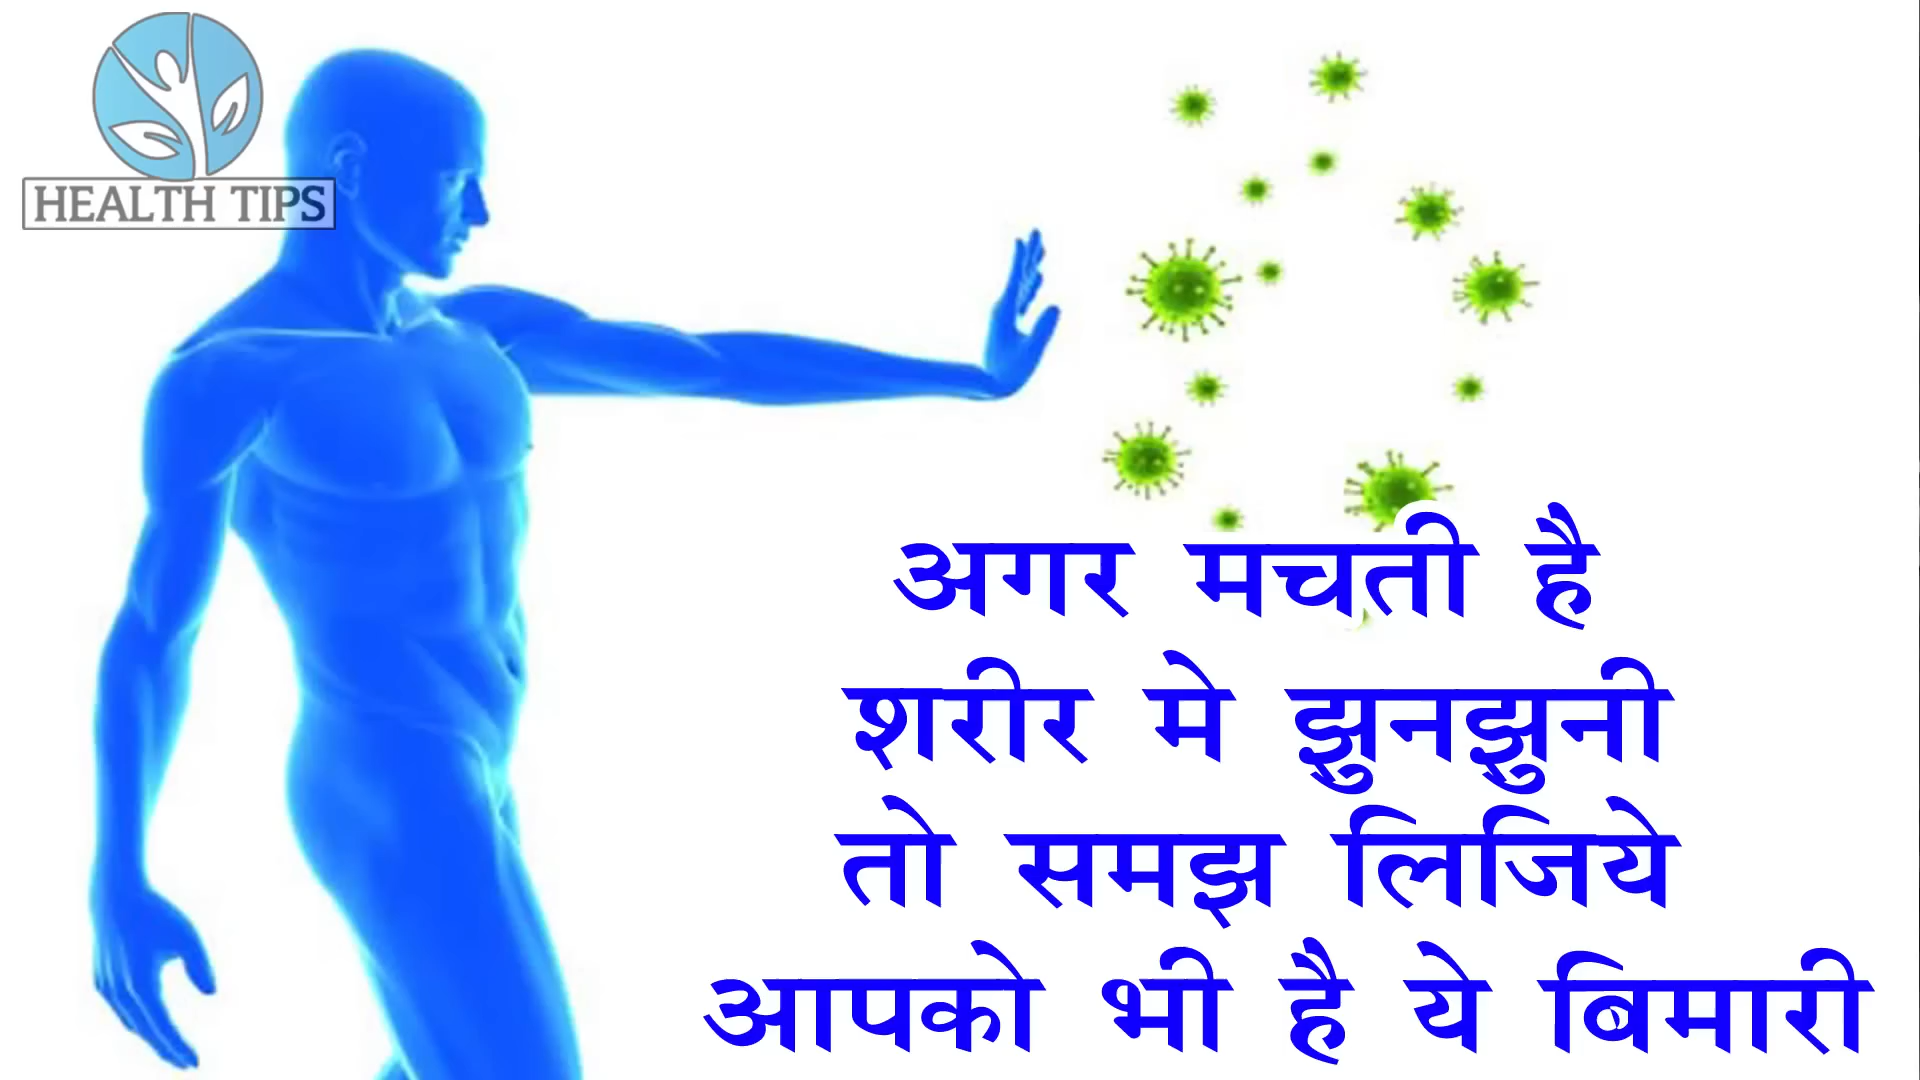 HEALTH TIPS
अगर मचती है
शरीर मे झुनझुनी
तो समझ लिजिये
आपको भी है ये बिमारी